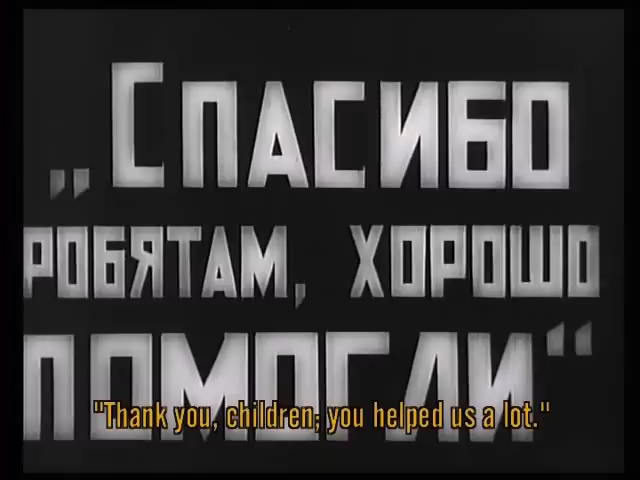 „Спасибо
робятам, хорошо
помогли“
"Thank you, children; you helped us a lot."